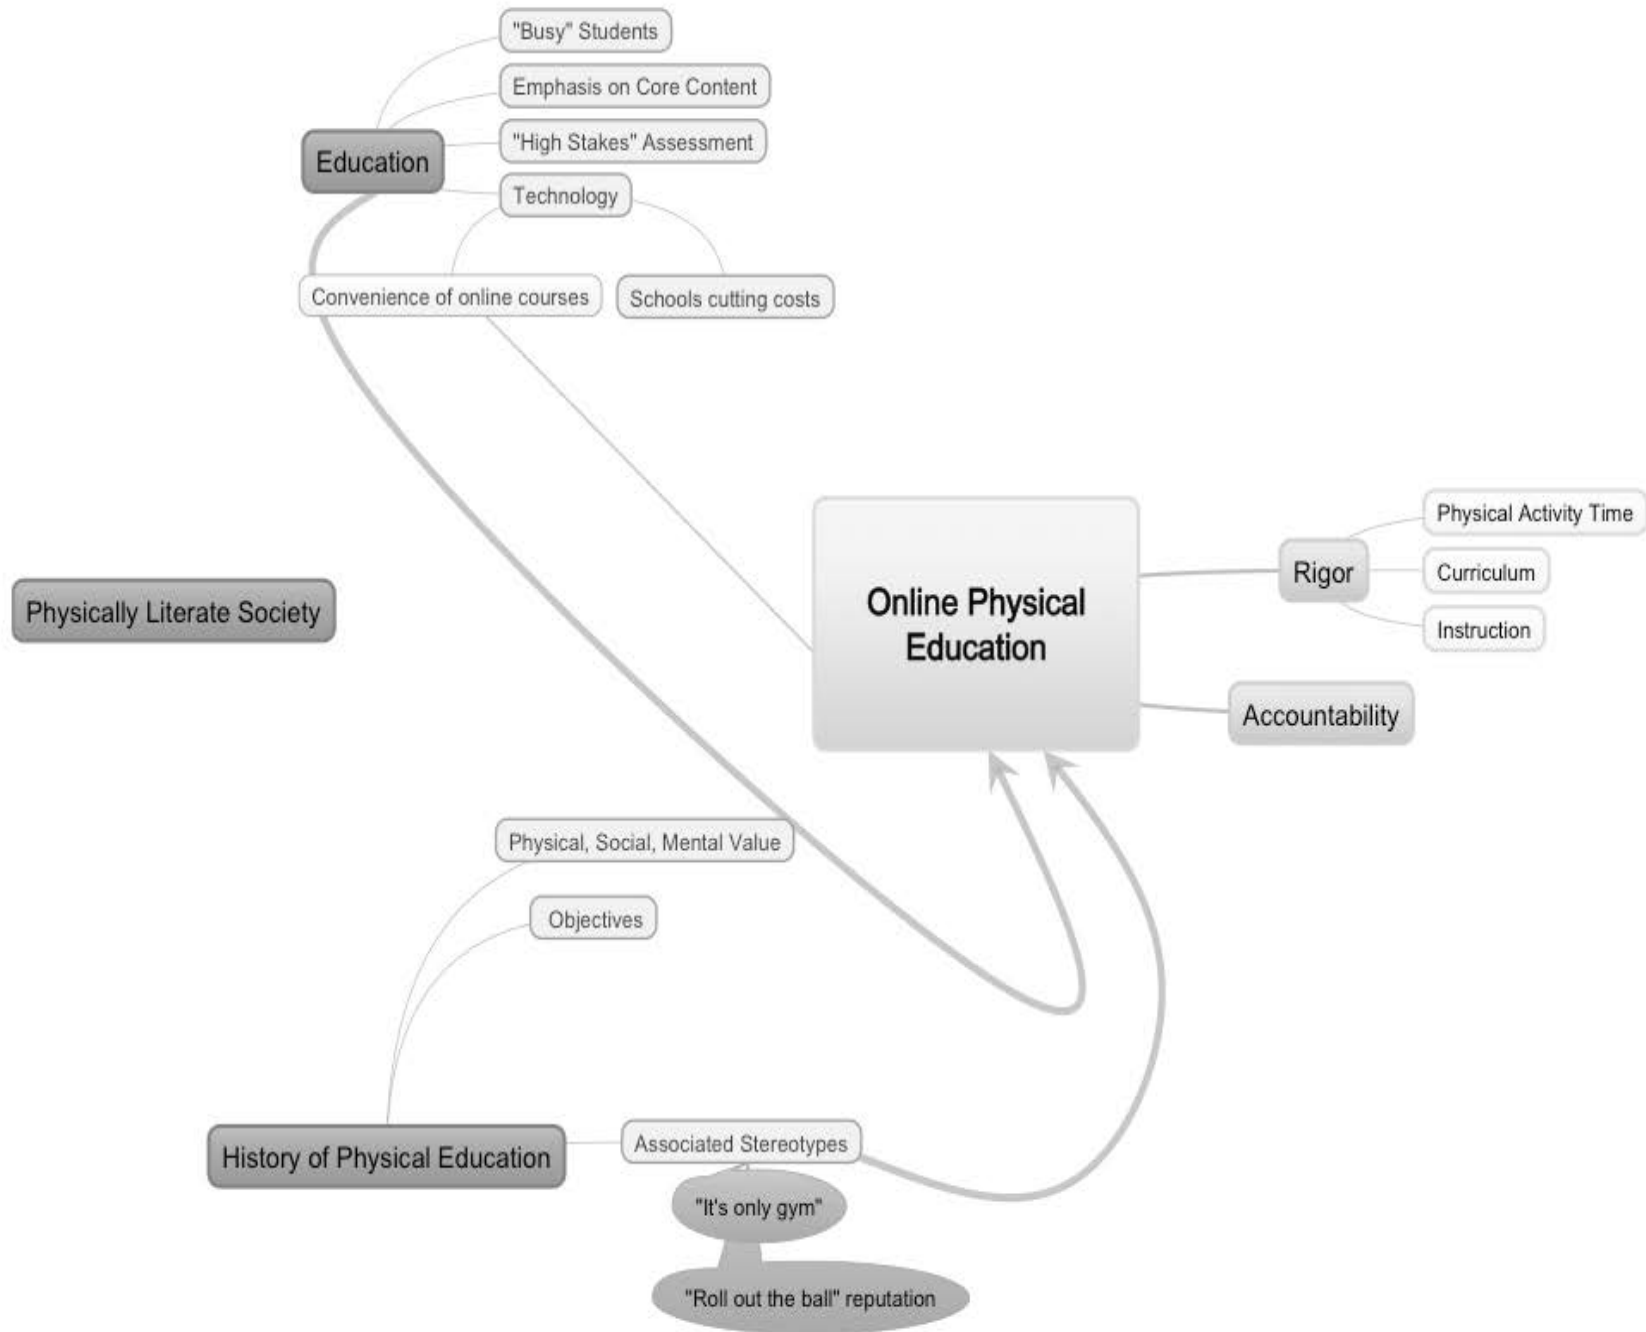 "Busy" Students
Emphasis on Core Content
"High Stakes" Assessment
Education
Technology
Convenience of online courses
Schools cutting costs
Physical Activity Time
Rigor
Curriculum
Instruction
Online Physical
Education
Physically Literate Society
Accountability
Physical, Social, Mental Value
Objectives
History of Physical Education
Associated Stereotypes
"It's only gym"
"Roll out the ball" reputation